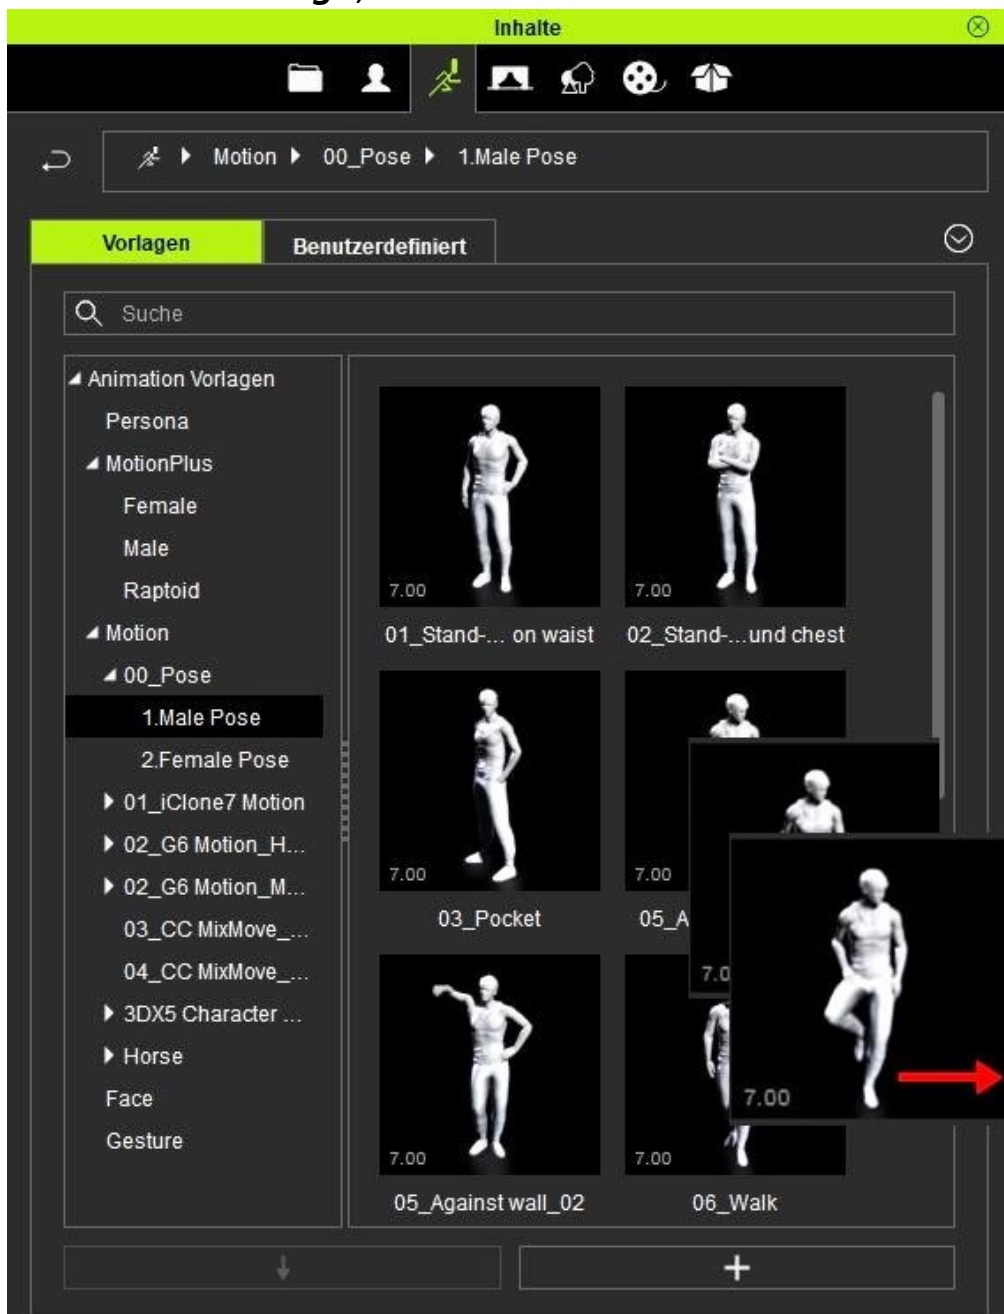 Inhalte
Motion 00_Pose 1.Male Pose
Vorlagen Benutzerdefiniert
Suche
Animation Vorlagen
Persona
MotionPlus
Female
Male
Raptoid
Motion
00_Pose
1.Male Pose
2.Female Pose
01_iClone7 Motion
02_G6 Motion_H...
02_G6 Motion_M...
03_CC MixMove_...
04_CC MixMove_...
3DX5 Character ...
Horse
Face
Gesture
7.00 7.00
01_Stand-... on waist 02_Stand-...und chest
7.00 7.00
03_Pocket 05_A
7.0
7.00
7.00 7.00
05_Against wall_02 06_Walk